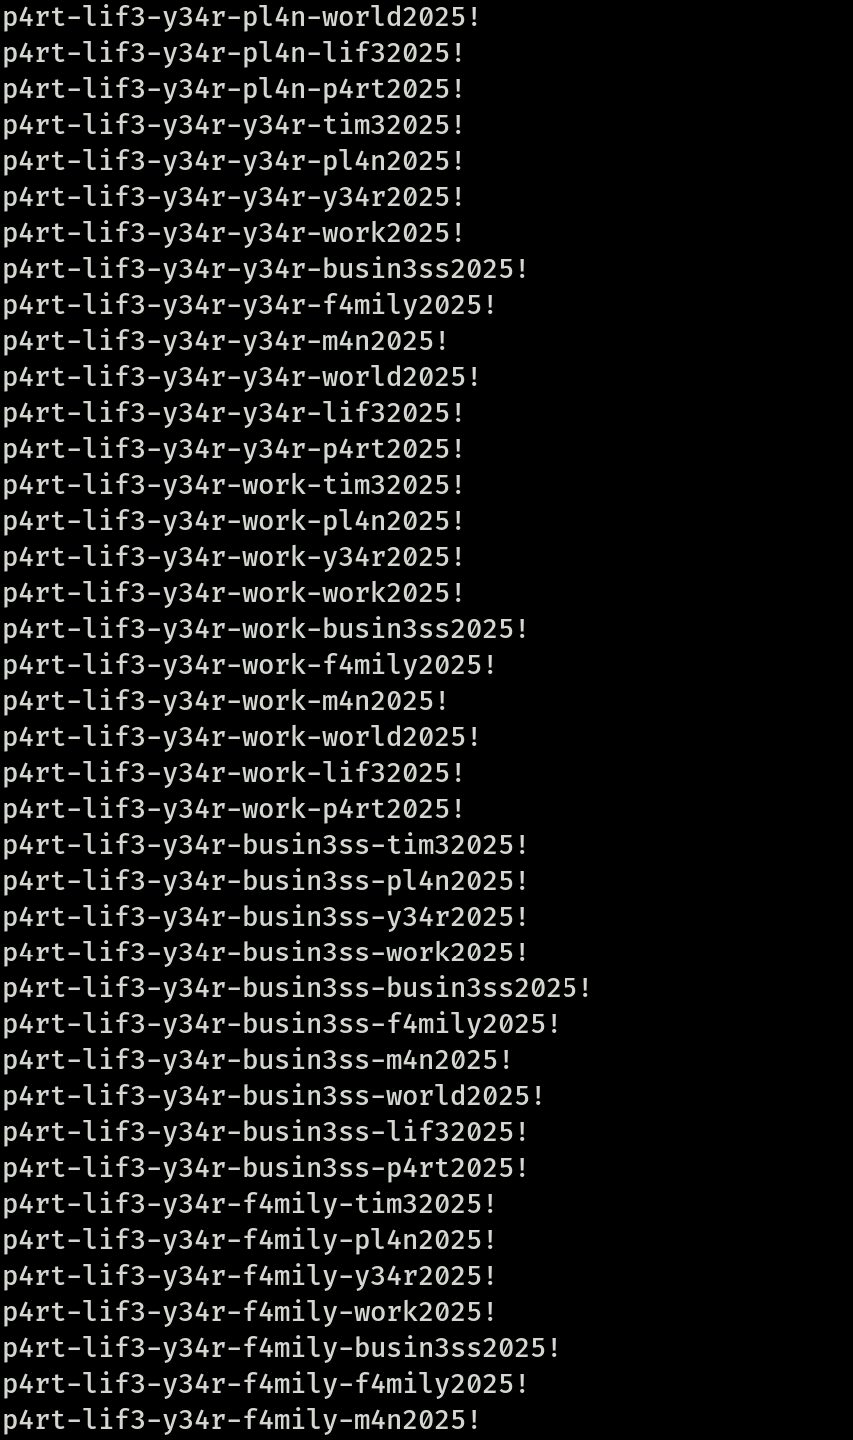 p4rt-lif3-y34r-pl4n-world2025!
p4rt-lif3-y34r-pl4n-lif32025!
p4rt-lif3-y34r-pl4n-p4rt2025!
p4rt-lif3-y34r-y34r-tim32025!
p4rt-lif3-y34r-y34r-pl4n2025!
p4rt-lif3-y34r-y34r-y34r2025!
p4rt-lif3-y34r-y34r-work2025!
p4rt-lif3-y34r-y34r-busin3ss2025!
p4rt-lif3-y34r-y34r-f4mily2025!
p4rt-lif3-y34r-y34r-m4n2025!
p4rt-lif3-y34r-y34r-world2025!
p4rt-lif3-y34r-y34r-lif32025!
p4rt-lif3-y34r-y34r-p4rt2025!
p4rt-lif3-y34r-work-tim32025!
p4rt-lif3-y34r-work-pl4n2025!
p4rt-lif3-y34r-work-y34r2025!
p4rt-lif3-y34r-work-work2025!
p4rt-lif3-y34r-work-busin3ss2025!
p4rt-lif3-y34r-work-f4mily2025!
p4rt-lif3-y34r-work-m4n2025!
p4rt-lif3-y34r-work-world2025!
p4rt-lif3-y34r-work-lif32025!
p4rt-lif3-y34r-work-p4rt2025!
p4rt-lif3-y34r-busin3ss-tim32025!
p4rt-lif3-y34r-busin3ss-pl4n2025!
p4rt-lif3-y34r-busin3ss-y34r2025!
p4rt-lif3-y34r-busin3ss-work2025!
p4rt-lif3-y34r-busin3ss-busin3ss2025!
p4rt-lif3-y34r-busin3ss-f4mily2025!
p4rt-lif3-y34r-busin3ss-m4n2025!
p4rt-lif3-y34r-busin3ss-world2025!
p4rt-lif3-y34r-busin3ss-lif32025!
p4rt-lif3-y34r-busin3ss-p4rt2025!
p4rt-lif3-y34r-f4mily-tim32025!
p4rt-lif3-y34r-f4mily-pl4n2025!
p4rt-lif3-y34r-f4mily-y34r2025!
p4rt-lif3-y34r-f4mily-work2025!
p4rt-lif3-y34r-f4mily-busin3ss2025!
p4rt-lif3-y34r-f4mily-f4mily2025!
p4rt-lif3-y34r-f4mily-m4n2025!